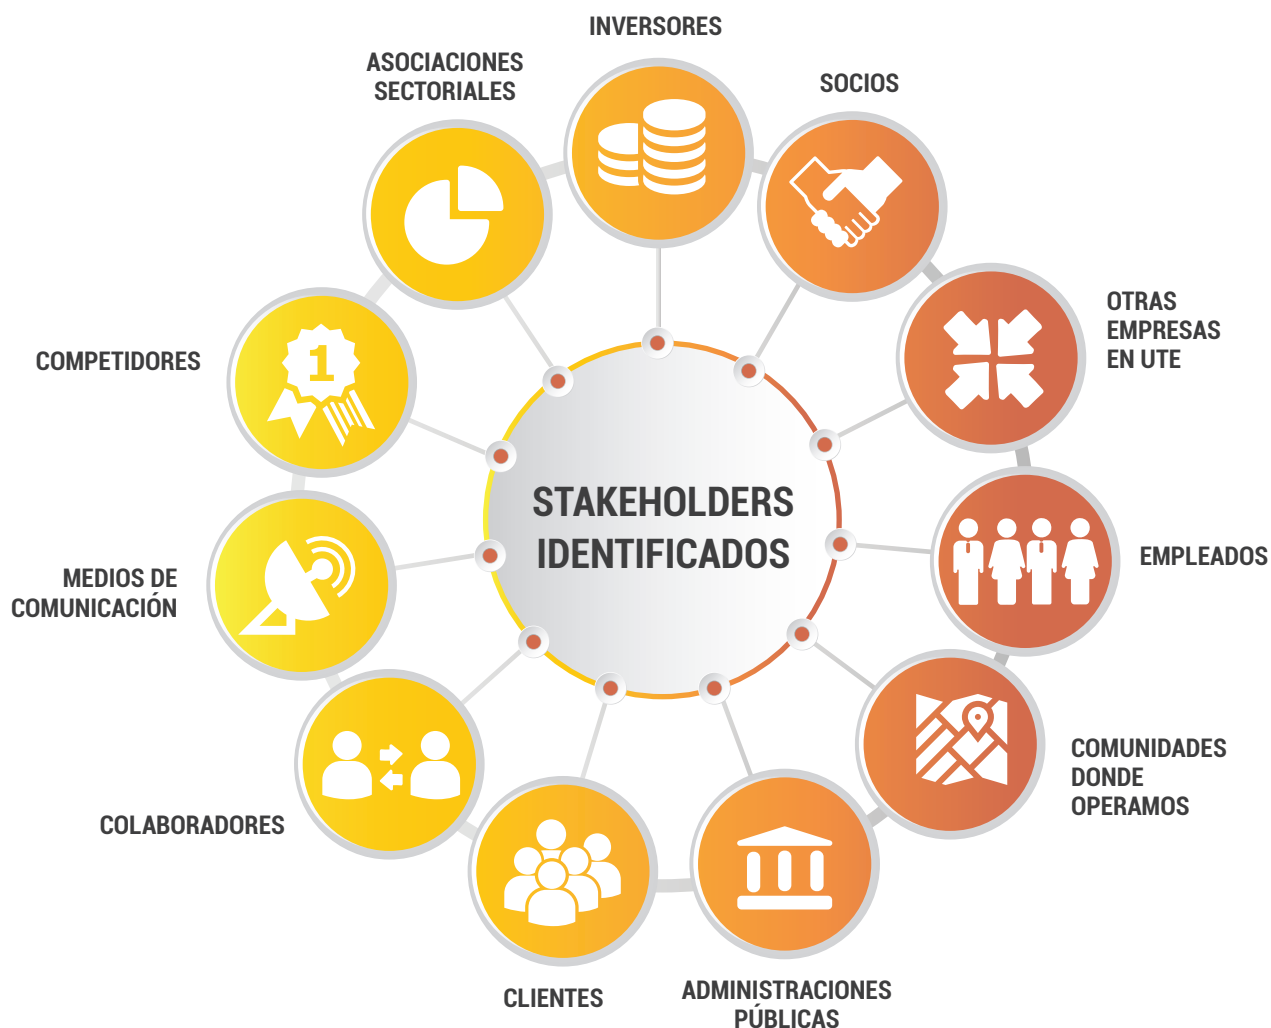 INVERSORES
SOCIOS
OTRAS
EMPRESAS
EN UTE
EMPLEADOS
COMUNIDADES
DONDE
OPERAMOS
ADMINISTRACIONES
PÚBLICAS
CLIENTES
COLABORADORES
MEDIOS DE
COMUNICACIÓN
COMPETIDORES
1
ASOCIACIONES
SECTORIALES
STAKEHOLDERS
IDENTIFICADOS